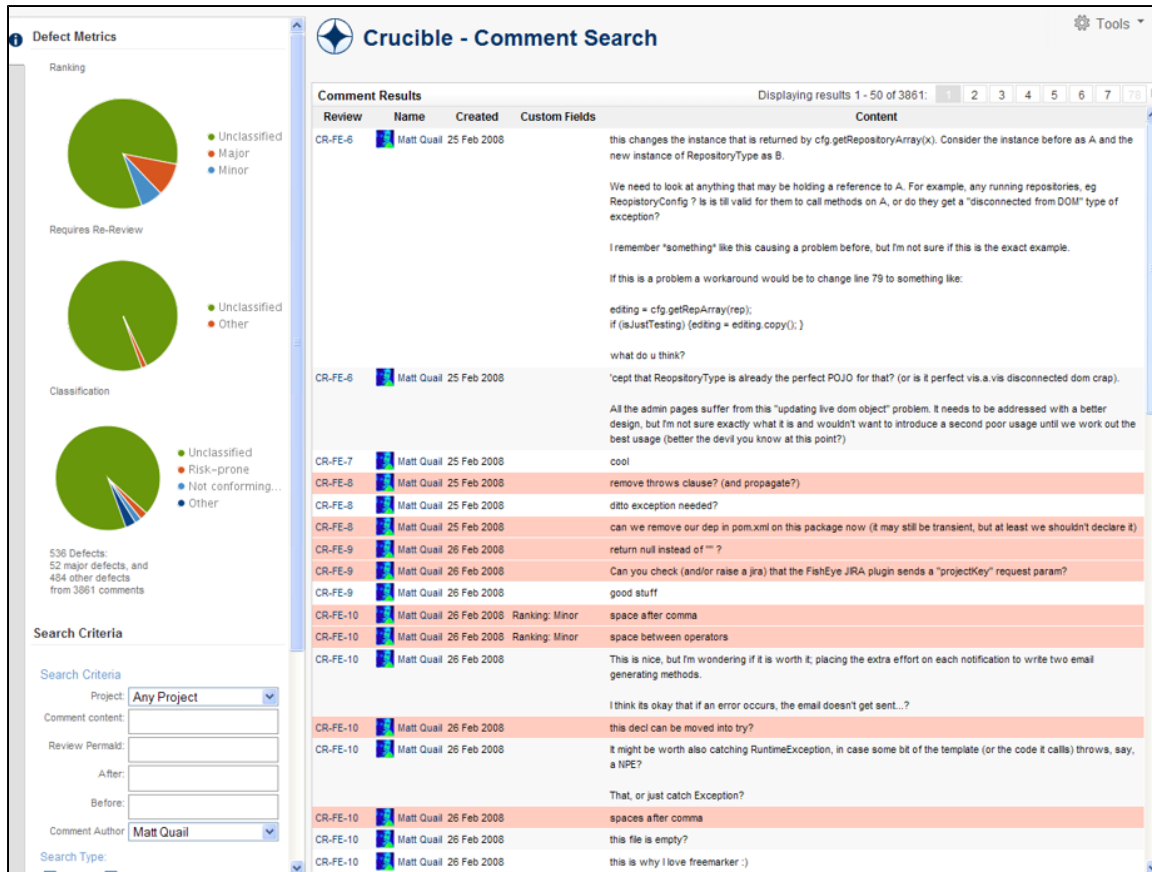 Defect Metrics
Ranking
Unclassified
Major
Minor
Requires Re-Review
Unclassified
Other
Classification
Unclassified
Risk-prone
Not conforming...
Other
536 Defects:
52 major defects, and
484 other defects
from 3861 comments
Search Criteria
Search Criteria
Project: Any Project
Comment content:
Review PermaId:
After:
Before:
Comment Author Matt Quail
Search Type:
Crucible - Comment Search
Tools
Comment Results Displaying results 1 - 50 of 3861: 1 2 3 4 5 6 7 78
Review Name Created Custom Fields Content
CR-FE-6 Matt Quail 25 Feb 2008 this changes the instance that is returned by cfg.getRepositoryArray(x). Consider the instance before as A and the
new instance of RepositoryType as B.
We need to look at anything that may be holding a reference to A. For example, any running repositories, eg
ReopistoryConfig ? Is is till valid for them to call methods on A, or do they get a "disconnected from DOM" type of
exception?
I remember *something* like this causing a problem before, but I'm not sure if this is the exact example.
If this is a problem a workaround would be to change line 79 to something like:
editing = cfg.getRepArray(rep);
if (isJustTesting) {editing = editing.copy(); }
what do u think?
CR-FE-6 Matt Quail 25 Feb 2008 'cept that ReopsitoryType is already the perfect POJO for that? (or is it perfect vis.a.vis disconnected dom crap).
All the admin pages suffer from this "updating live dom object" problem. It needs to be addressed with a better
design, but I'm not sure exactly what it is and wouldn't want to introduce a second poor usage until we work out the
best usage (better the devil you know at this point?)
CR-FE-7 Matt Quail 25 Feb 2008 cool
CR-FE-8 Matt Quail 25 Feb 2008 remove throws clause? (and propagate?)
CR-FE-8 Matt Quail 25 Feb 2008 ditto exception needed?
CR-FE-8 Matt Quail 25 Feb 2008 can we remove our dep in pom.xml on this package now (it may still be transient, but at least we shouldn't declare it)
CR-FE-9 Matt Quail 26 Feb 2008 return null instead of "" ?
CR-FE-9 Matt Quail 26 Feb 2008 Can you check (and/or raise a jira) that the FishEye JIRA plugin sends a "projectKey" request param?
CR-FE-9 Matt Quail 26 Feb 2008 good stuff
CR-FE-10 Matt Quail 26 Feb 2008 Ranking: Minor space after comma
CR-FE-10 Matt Quail 26 Feb 2008 Ranking: Minor space between operators
CR-FE-10 Matt Quail 26 Feb 2008 This is nice, but I'm wondering if it is worth it; placing the extra effort on each notification to write two email
generating methods.
I think its okay that if an error occurs, the email doesn't get sent...?
CR-FE-10 Matt Quail 26 Feb 2008 this decl can be moved into try?
CR-FE-10 Matt Quail 26 Feb 2008 It might be worth also catching RuntimeException, in case some bit of the template (or the code it callls) throws, say,
a NPE?
That, or just catch Exception?
CR-FE-10 Matt Quail 26 Feb 2008 spaces after comma
CR-FE-10 Matt Quail 26 Feb 2008 this file is empty?
CR-FE-10 Matt Quail 26 Feb 2008 this is why I love freemarker :)